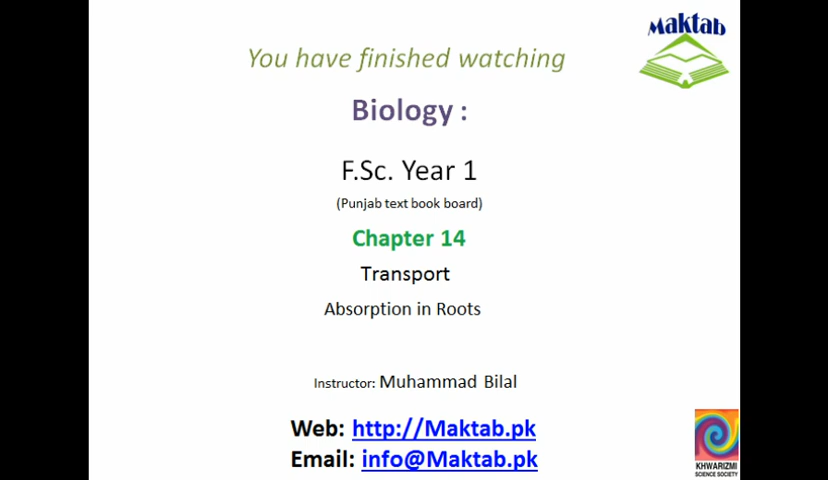 Maktab
You have finished watching
Biology :
F.Sc. Year 1
(Punjab text book board)
Chapter 14
Transport
Absorption in Roots
Instructor: Muhammad Bilal
Web: http://Maktab.pk
Email: info@Maktab.pk
KHWARIZMI
SCIENCE SOCIETY